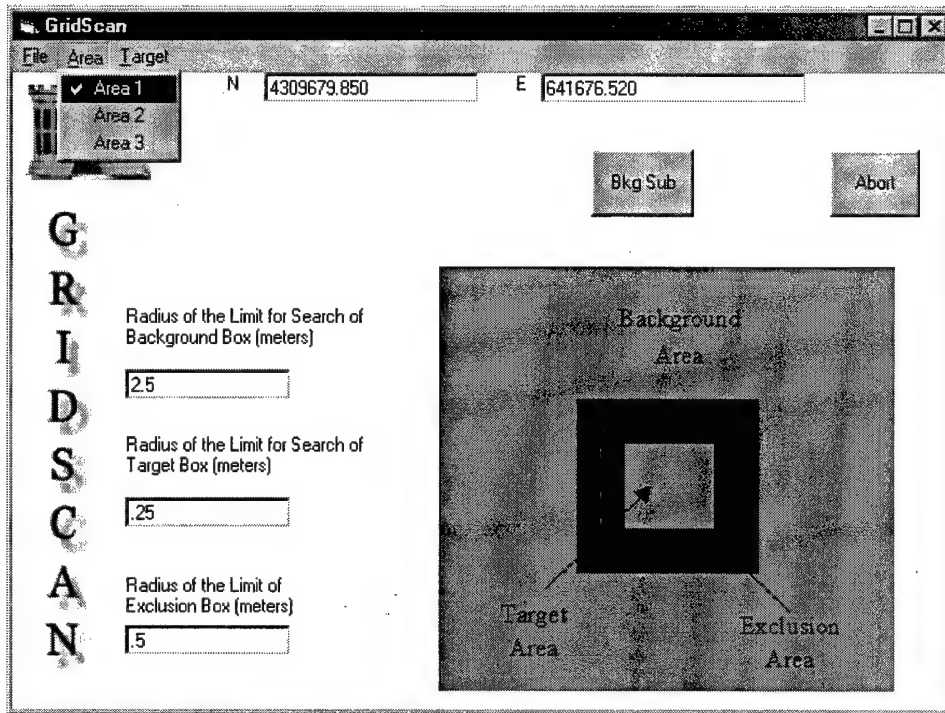 GridScan
File Area Target
Area 1
Area 2
Area 3
N 4309679.850 E 641676.520
Bkg Sub Abort
G
R
I
D
S
C
A
N
Radius of the Limit for Search of
Background Box (meters)
2.5
Radius of the Limit for Search of
Target Box (meters)
.25
Radius of the Limit of
Exclusion Box (meters)
.5
Background
Area
Target
Area
Exclusion
Area